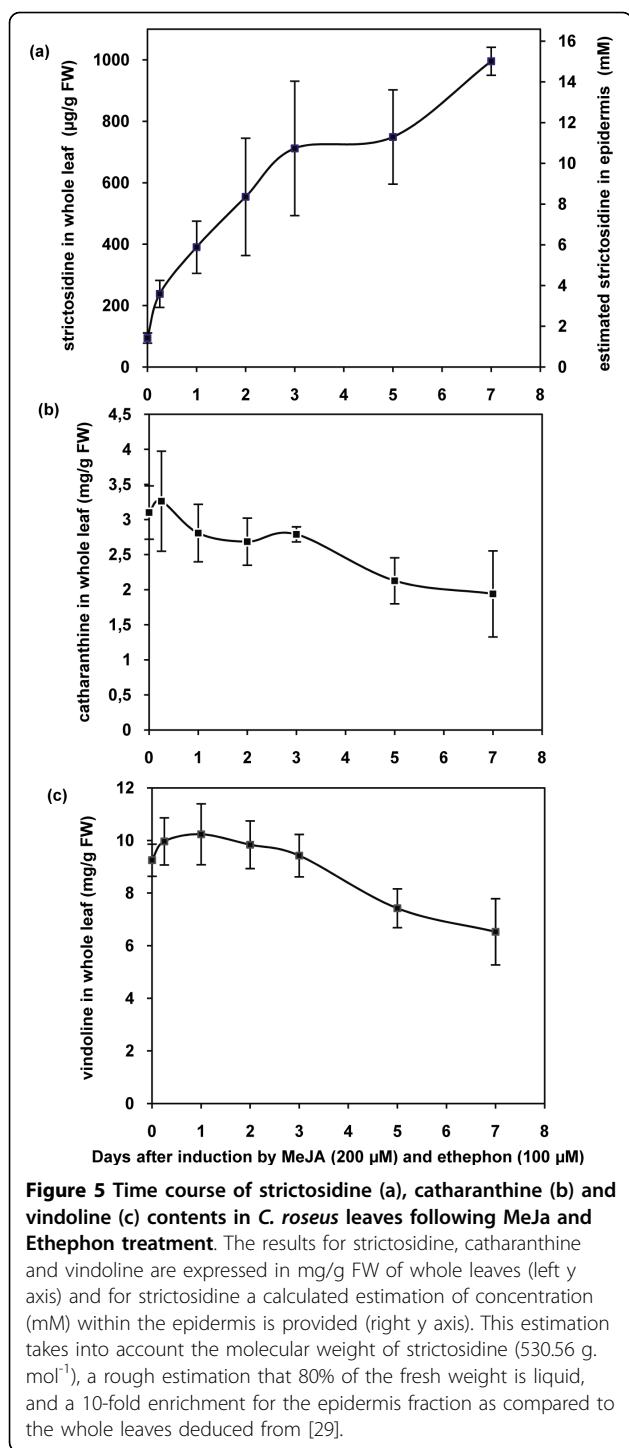 (a)
1000
800
600
400
200
0
strictosidine in whole leaf (µg/g FW)
16
14
12
10
8
6
4
2
0
estimated strictosidine in epidermis (mM)
0 1 2 3 4 5 6 7 8
(b)
4,5
4
3,5
3
2,5
2
1,5
1
0,5
0
catharanthine in whole leaf (mg/g FW)
0 1 2 3 4 5 6 7 8
(c)
12
10
8
6
4
2
0
vindoline in whole leaf (mg/g FW)
0 1 2 3 4 5 6 7 8
Days after induction by MeJA (200 µM) and ethephon (100 µM)
Figure 5 Time course of strictosidine (a), catharanthine (b) and
vindoline (c) contents in C. roseus leaves following MeJa and
Ethephon treatment. The results for strictosidine, catharanthine
and vindoline are expressed in mg/g FW of whole leaves (left y
axis) and for strictosidine a calculated estimation of concentration
(mM) within the epidermis is provided (right y axis). This estimation
takes into account the molecular weight of strictosidine (530.56 g.
mol⁻¹), a rough estimation that 80% of the fresh weight is liquid,
and a 10-fold enrichment for the epidermis fraction as compared to
the whole leaves deduced from [29].